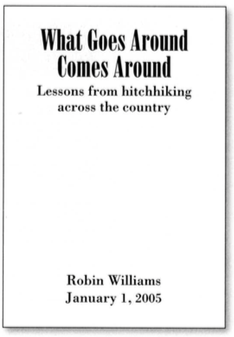 What Goes Around
Comes Around
Lessons from hitchhiking
across the country
Robin Williams
January 1, 2005